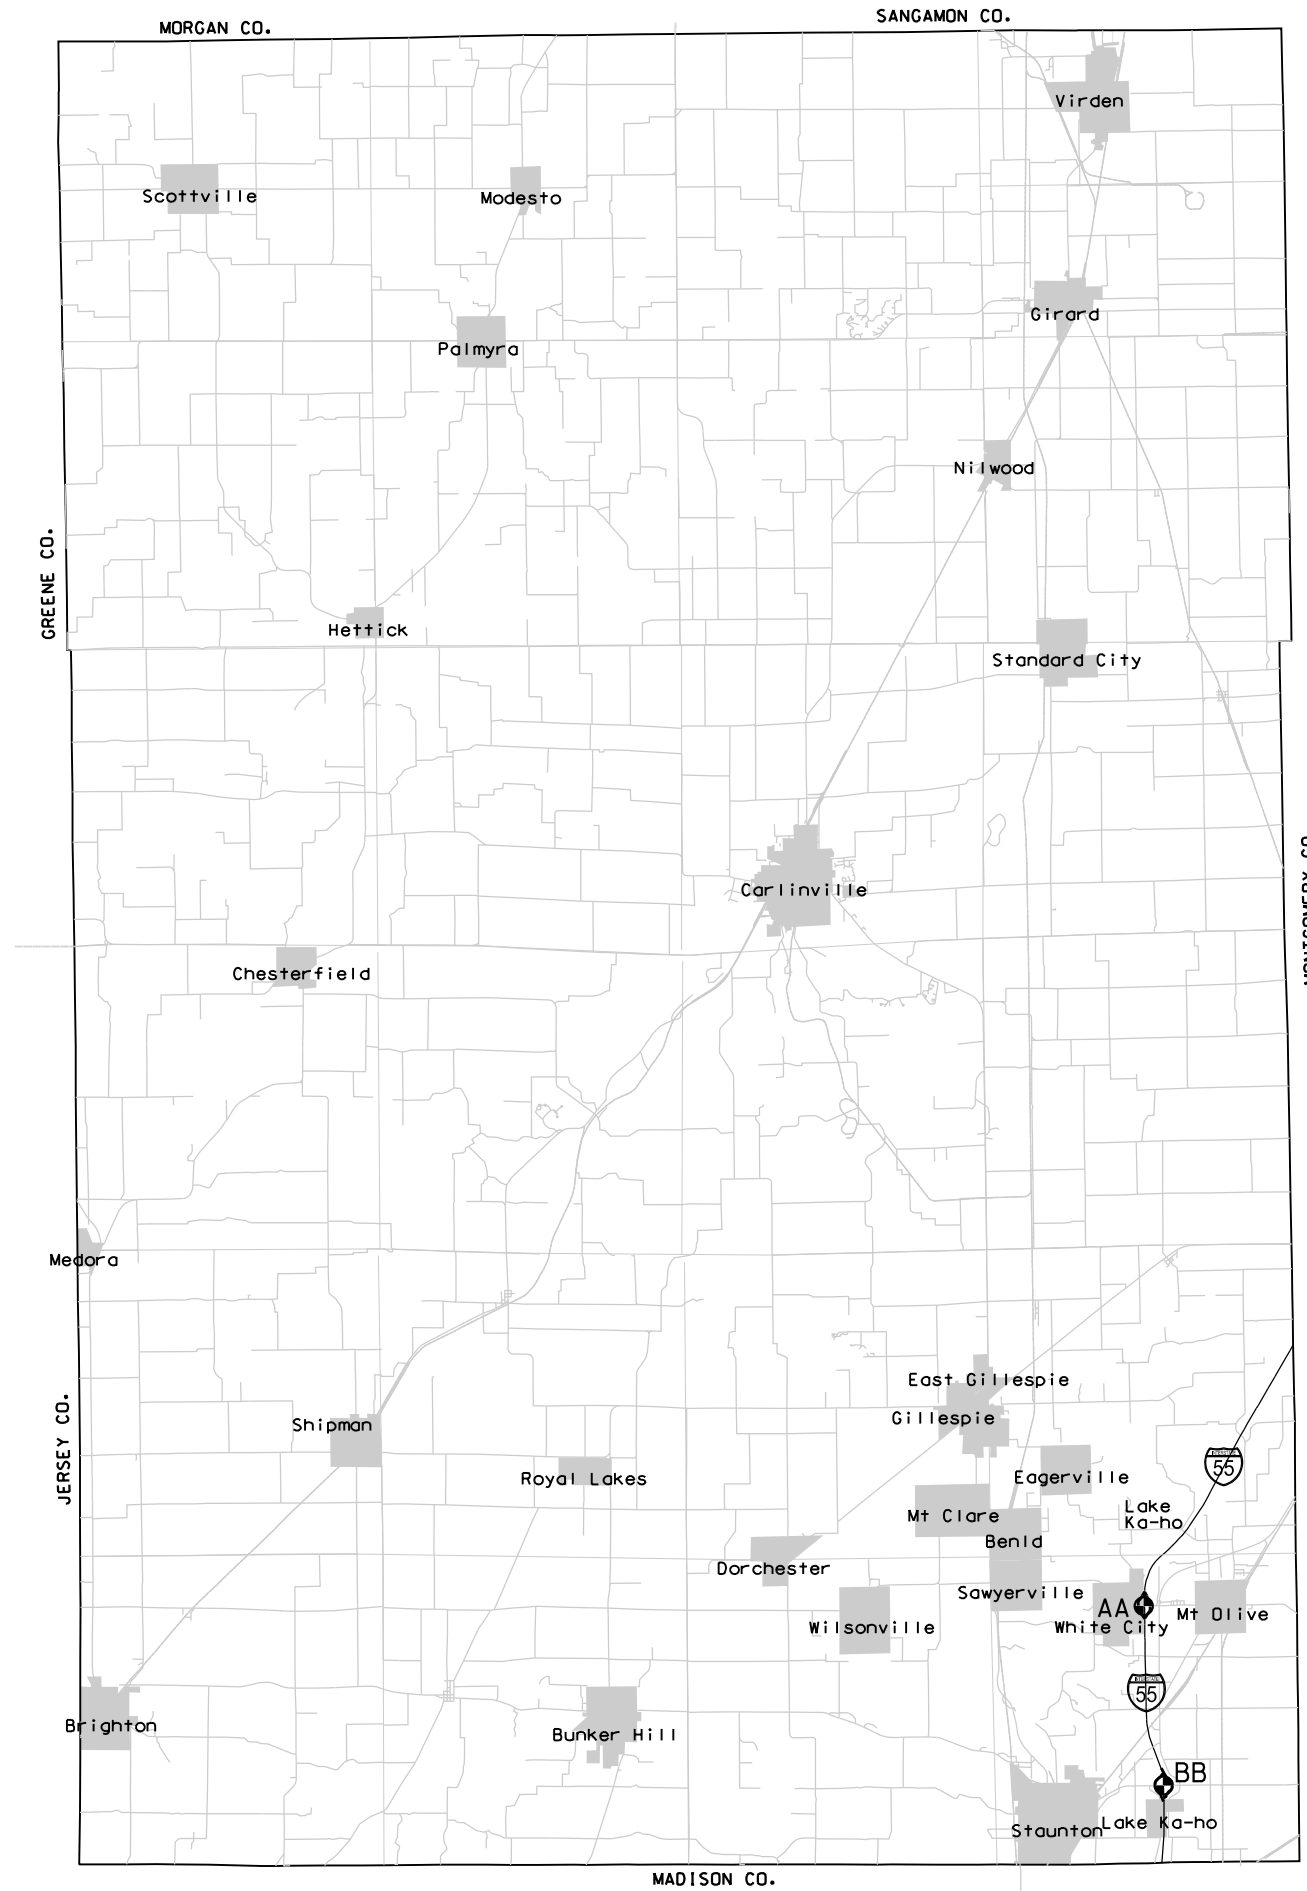 SANGAMON CO.
MORGAN CO.
Virden
Scottville
Modesto
Girard
Palmyra
Nilwood
GREENE CO.
Hettick
Standard City
Carlinville
Chesterfield
Medora
East Gillespie
Gillespie
Shipman
JERSEY CO.
55
Royal Lakes
Eagerville
Lake
Ka-ho
Mt Clare
Benld
Dorchester
Sawyerville
AA
Mt Olive
White City
Wilsonville
55
Brighton
Bunker Hill
BB
Lake Ka-ho
Staunton
MADISON CO.